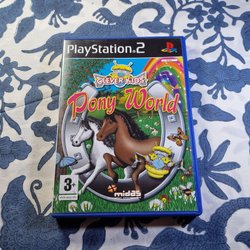 PlayStation 2
CLEVER KIDS
Pony World
3+
midas